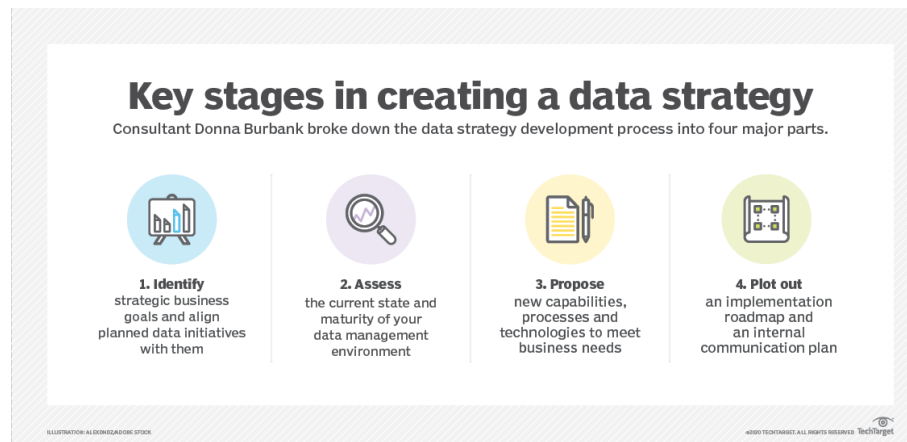 Key stages in creating a data strategy
Consultant Donna Burbank broke down the data strategy development process into four major parts.
1. Identify
strategic business
goals and align
planned data initiatives
with them
2. Assess
the current state and
maturity of your
data management
environment
3. Propose
new capabilities,
processes and
technologies to meet
business needs
4. Plot out
an implementation
roadmap and
an internal
communication plan
ILLUSTRATION: ALEKONDZ/ADOBE STOCK
©2020 TECHTARGET. ALL RIGHTS RESERVED TechTarget